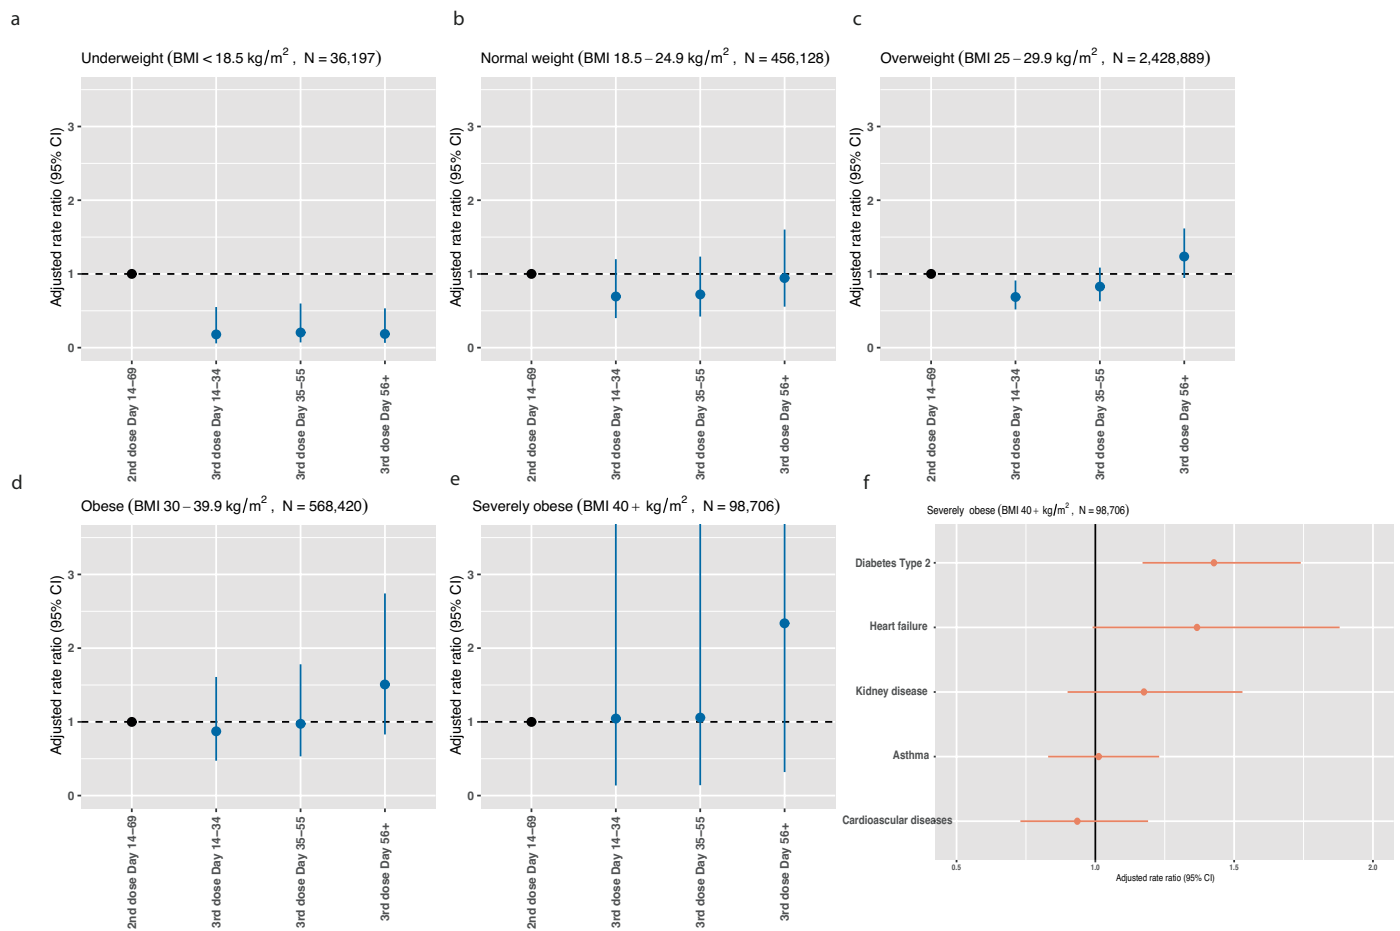 a
Underweight (BMI < 18.5 kg/m², N = 36,197)
Adjusted rate ratio (95% CI)
3
2
1
0
2nd dose Day 14–69
3rd dose Day 14–34
3rd dose Day 35–55
3rd dose Day 56+
b
Normal weight (BMI 18.5 – 24.9 kg/m², N = 456,128)
Adjusted rate ratio (95% CI)
3
2
1
0
2nd dose Day 14–69
3rd dose Day 14–34
3rd dose Day 35–55
3rd dose Day 56+
c
Overweight (BMI 25 – 29.9 kg/m², N = 2,428,889)
Adjusted rate ratio (95% CI)
3
2
1
0
2nd dose Day 14–69
3rd dose Day 14–34
3rd dose Day 35–55
3rd dose Day 56+
d
Obese (BMI 30 – 39.9 kg/m², N = 568,420)
Adjusted rate ratio (95% CI)
3
2
1
0
2nd dose Day 14–69
3rd dose Day 14–34
3rd dose Day 35–55
3rd dose Day 56+
e
Severely obese (BMI 40 + kg/m², N = 98,706)
Adjusted rate ratio (95% CI)
3
2
1
0
2nd dose Day 14–69
3rd dose Day 14–34
3rd dose Day 35–55
3rd dose Day 56+
f
Severely obese (BMI 40 + kg/m², N = 98,706)
Diabetes Type 2
Heart failure
Kidney disease
Asthma
Cardioascular diseases
0.5
1.0
1.5
2.0
Adjusted rate ratio (95% CI)